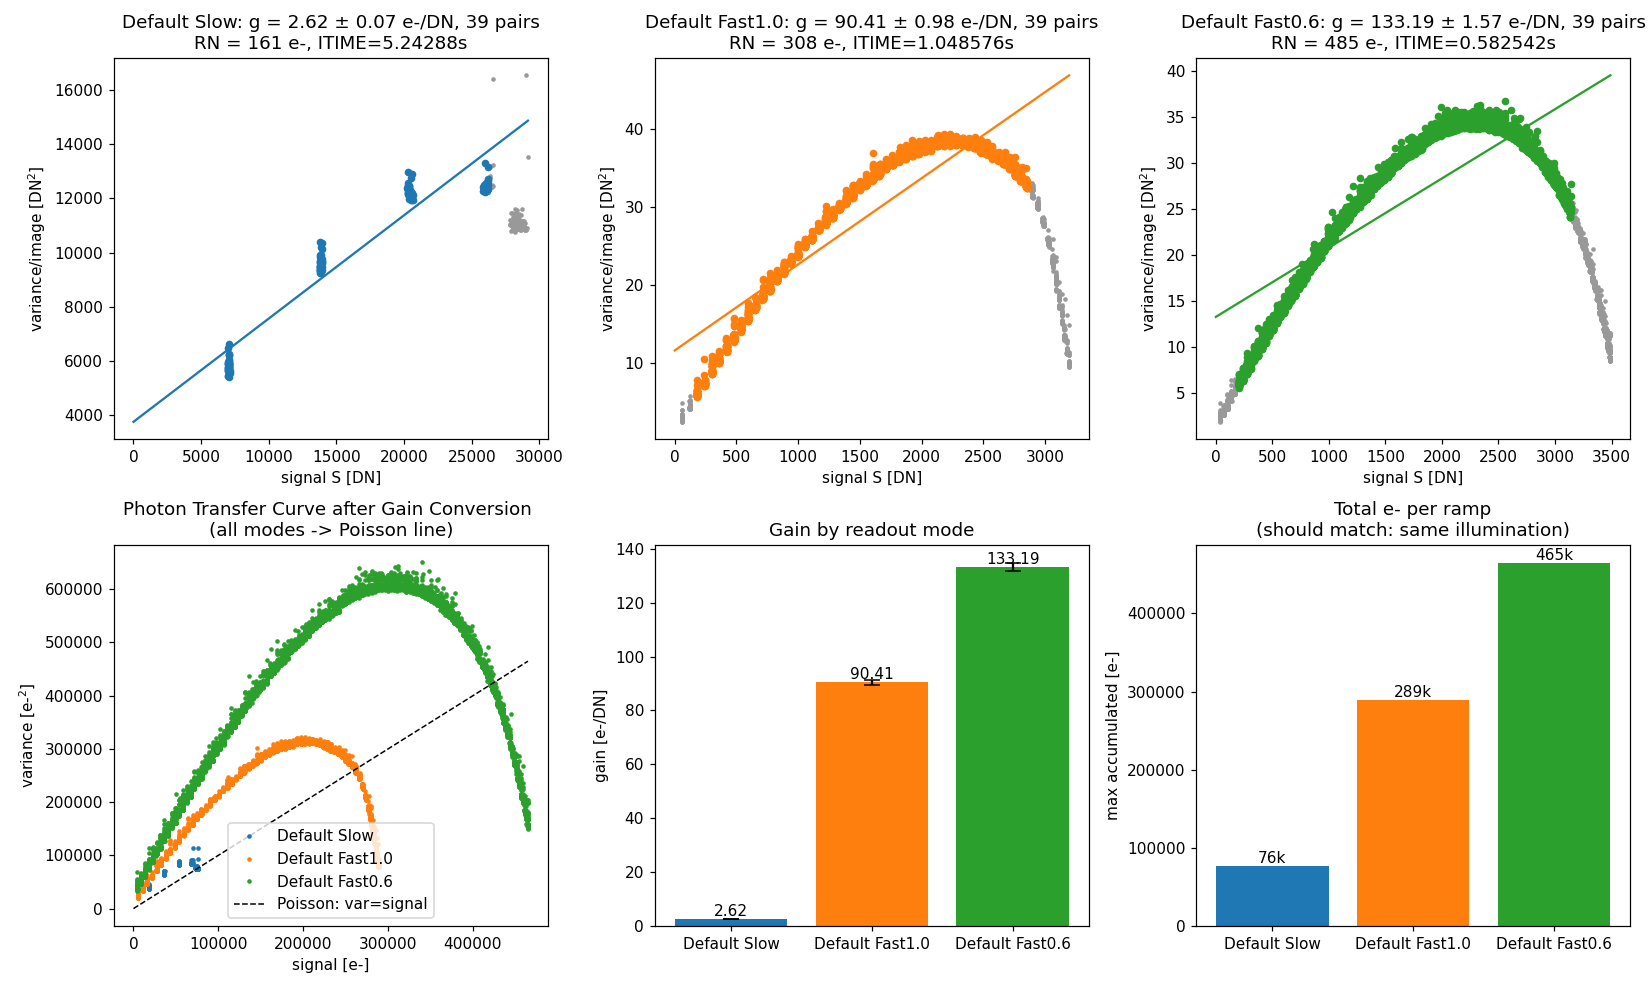 Default Slow: g = 2.62 ± 0.07 e-/DN, 39 pairs
RN = 161 e-, ITIME=5.24288s
16000
14000
12000
10000
8000
6000
4000
variance/image [DN²]
0 5000 10000 15000 20000 25000 30000
signal S [DN]
Default Fast1.0: g = 90.41 ± 0.98 e-/DN, 39 pairs
RN = 308 e-, ITIME=1.048576s
40
30
20
10
variance/image [DN²]
0 500 1000 1500 2000 2500 3000
signal S [DN]
Default Fast0.6: g = 133.19 ± 1.57 e-/DN, 39 pairs
RN = 485 e-, ITIME=0.582542s
40
35
30
25
20
15
10
5
variance/image [DN²]
0 500 1000 1500 2000 2500 3000 3500
signal S [DN]
Photon Transfer Curve after Gain Conversion
(all modes -> Poisson line)
600000
500000
400000
300000
200000
100000
0
variance [e-²]
Default Slow
Default Fast1.0
Default Fast0.6
Poisson: var=signal
0 100000 200000 300000 400000
signal [e-]
Gain by readout mode
140
120
100
80
60
40
20
0
gain [e-/DN]
2.62
90.41
133.19
Default Slow Default Fast1.0 Default Fast0.6
Total e- per ramp
(should match: same illumination)
400000
300000
200000
100000
0
max accumulated [e-]
76k
289k
465k
Default Slow Default Fast1.0 Default Fast0.6